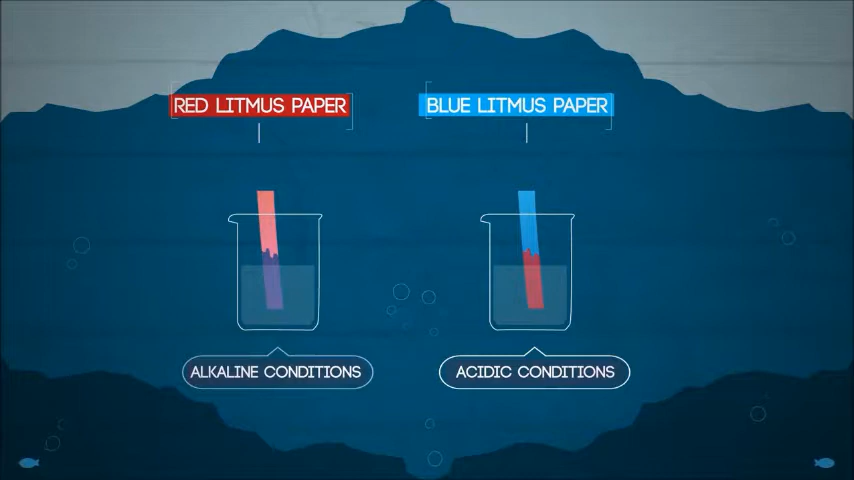 RED LITMUS PAPER
BLUE LITMUS PAPER
ALKALINE CONDITIONS
ACIDIC CONDITIONS